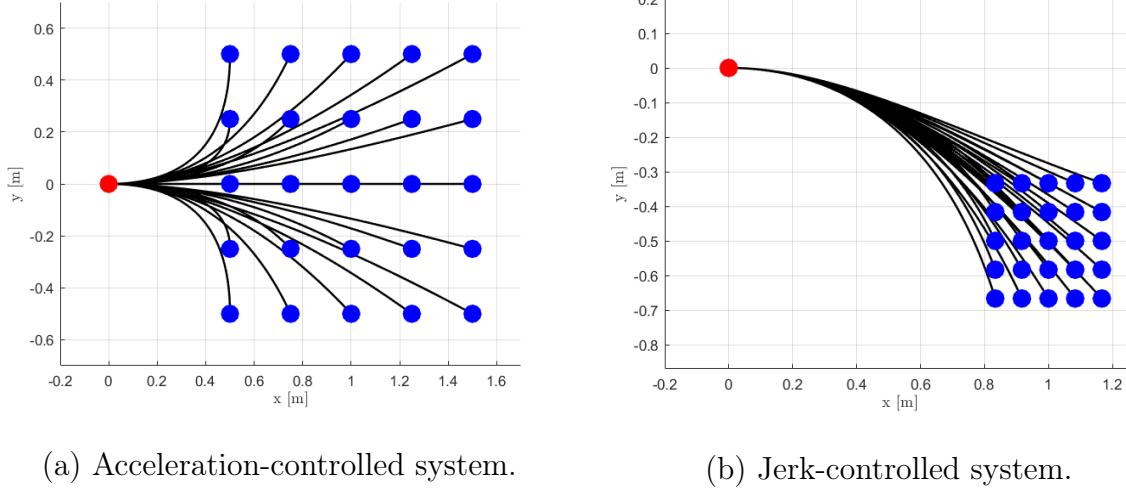 0.6
0.4
0.2
0
-0.2
-0.4
-0.6
y [m]
-0.2 0 0.2 0.4 0.6 0.8 1 1.2 1.4 1.6
x [m]
(a) Acceleration-controlled system.
0.2
0.1
0
-0.1
-0.2
-0.3
-0.4
-0.5
-0.6
-0.7
-0.8
y [m]
-0.2 0 0.2 0.4 0.6 0.8 1 1.2
x [m]
(b) Jerk-controlled system.